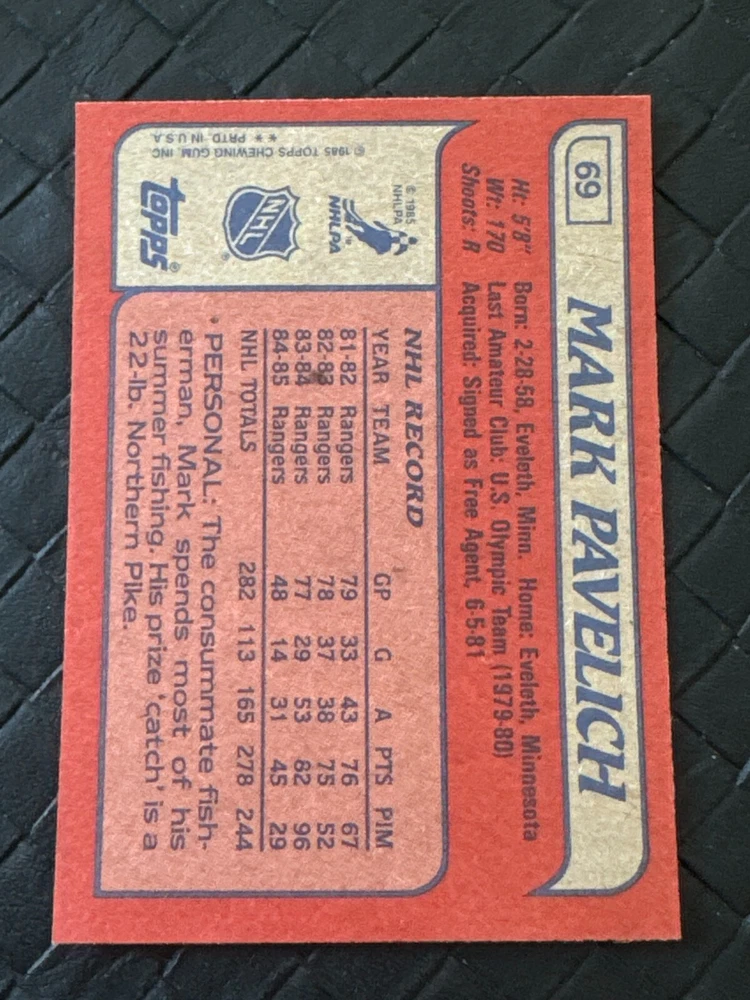 69
MARK PAVELICH
Ht: 5'8" Born: 2-28-58, Eveleth, Minn. Home: Eveleth, Minnesota
Wt: 170 Last Amateur Club: U.S. Olympic Team (1979-80)
Shoots: R Acquired: Signed as Free Agent, 6-5-81
© 1985
NHLPA
NHLPA
TM
NHL
®
topps®
© 1985 TOPPS CHEWING GUM, INC
* * PRTD. IN U.S.A
NHL RECORD
YEAR TEAM GP G A PTS PIM
81-82 Rangers 79 33 43 76 67
82-83 Rangers 78 37 38 75 52
83-84 Rangers 77 29 53 82 96
84-85 Rangers 48 14 31 45 29
NHL TOTALS 282 113 165 278 244
PERSONAL: The consummate fish-
erman, Mark spends most of his
summer fishing. His prize 'catch' is a
22-lb. Northern Pike.